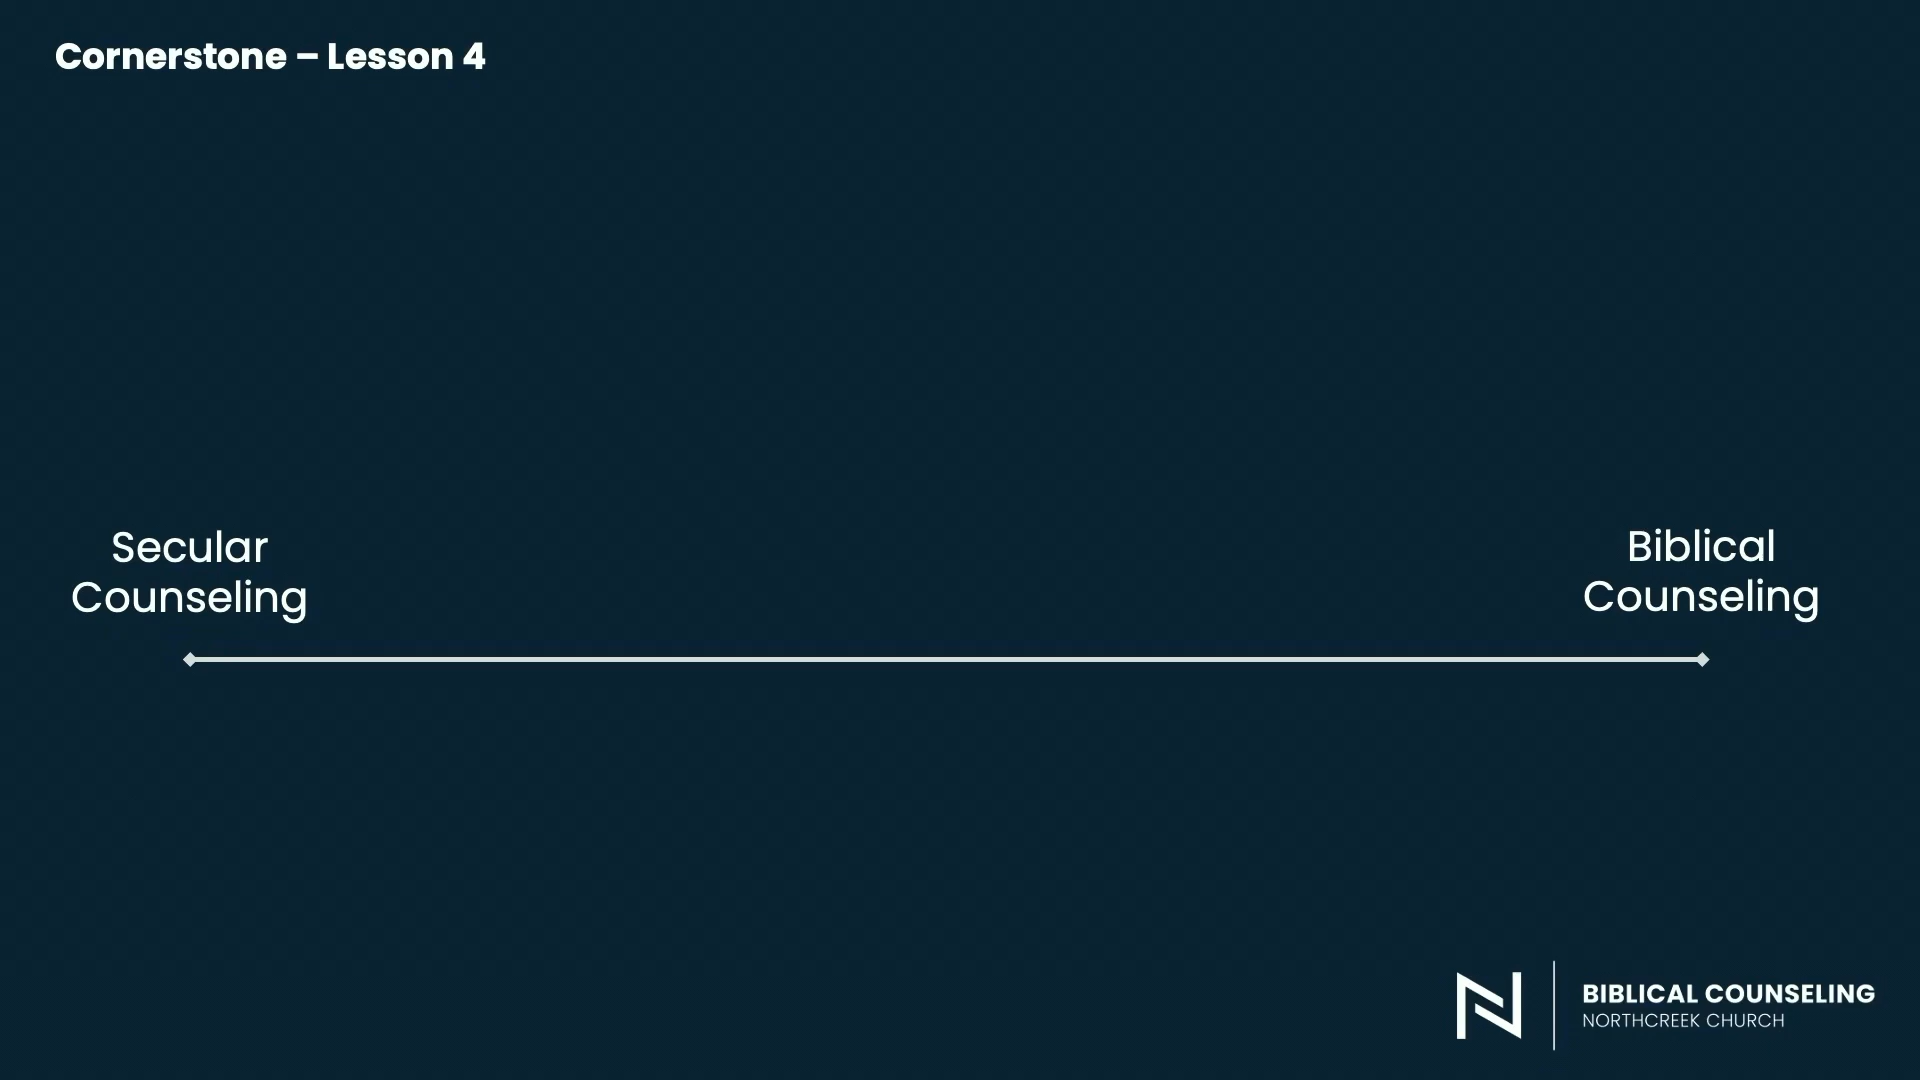 Cornerstone – Lesson 4
Secular
Counseling
Biblical
Counseling
BIBLICAL COUNSELING
NORTHCREEK CHURCH